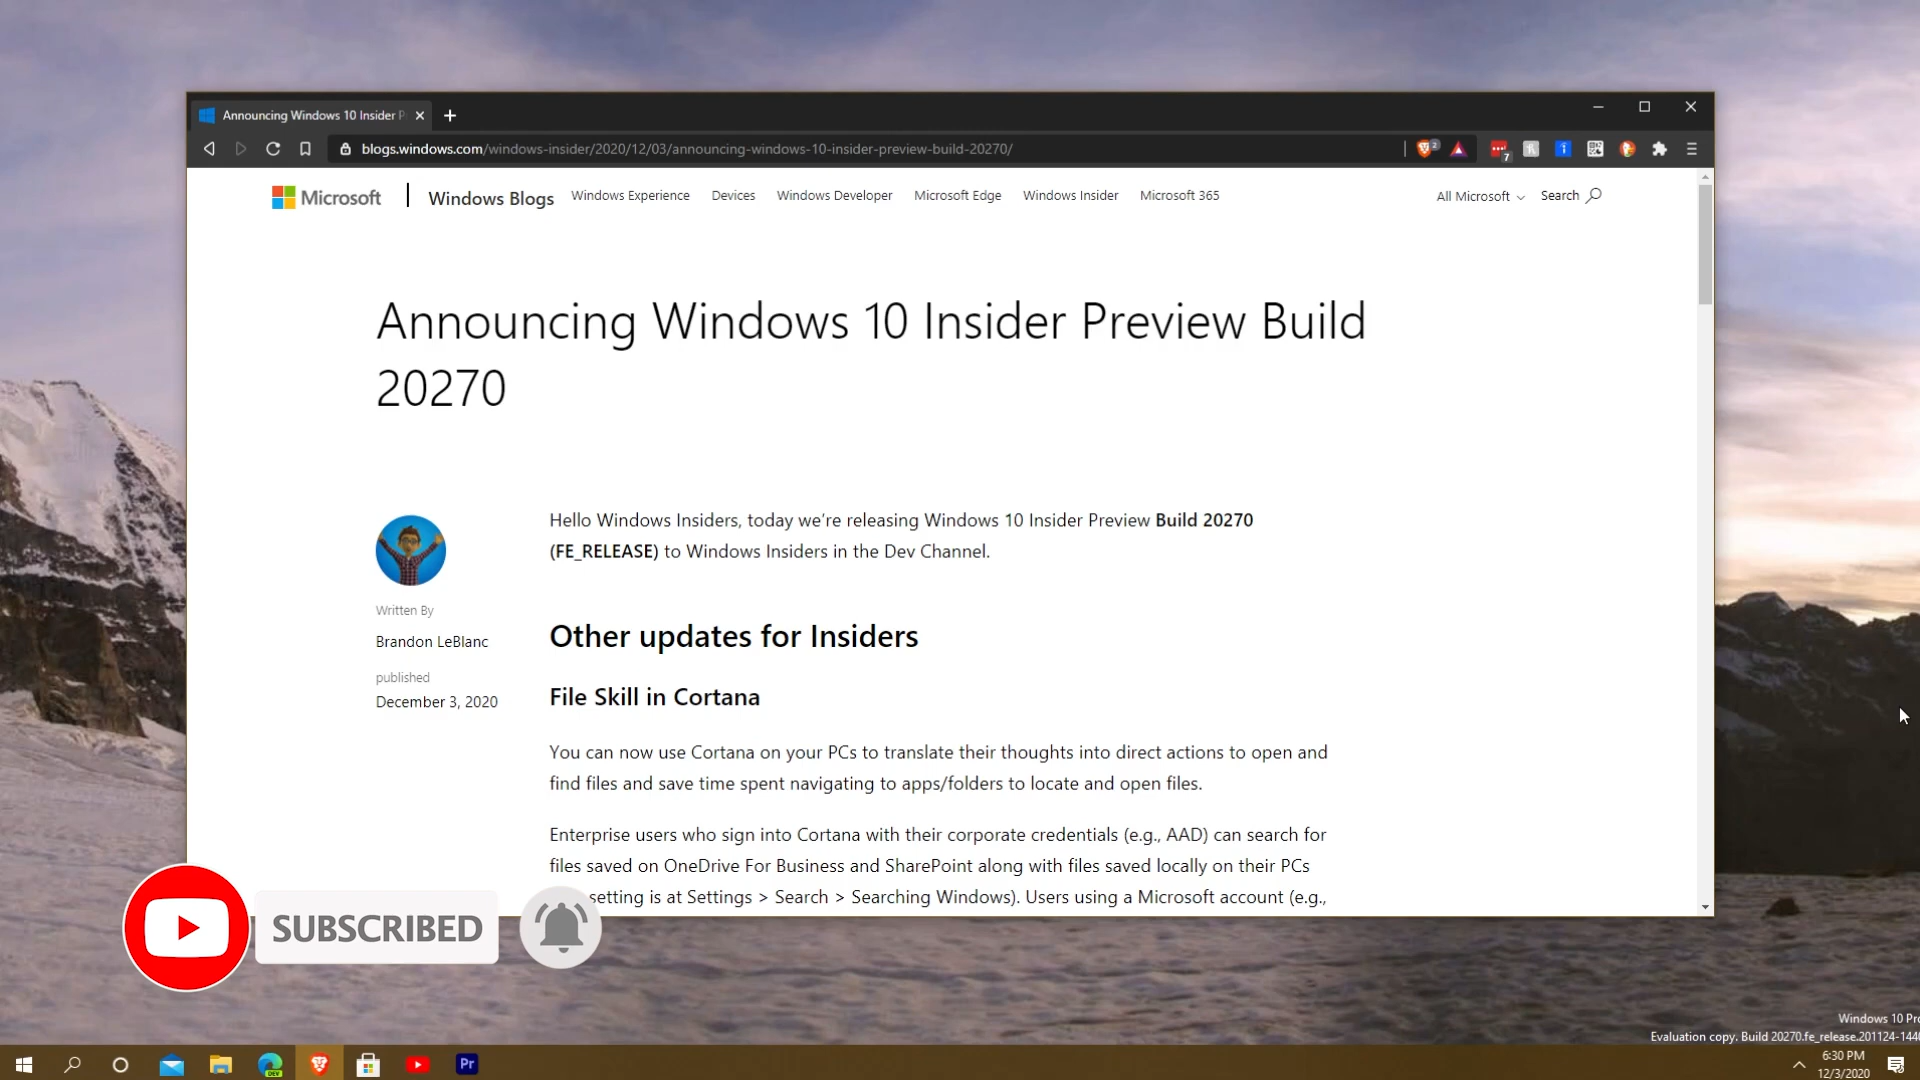 Announcing Windows 10 Insider P
blogs.windows.com/windows-insider/2020/12/03/announcing-windows-10-insider-preview-build-20270/
2
7
Microsoft
Windows Blogs
Windows Experience
Devices
Windows Developer
Microsoft Edge
Windows Insider
Microsoft 365
All Microsoft
Search
Announcing Windows 10 Insider Preview Build
20270
Written By
Brandon LeBlanc
published
December 3, 2020
Hello Windows Insiders, today we're releasing Windows 10 Insider Preview Build 20270
(FE_RELEASE) to Windows Insiders in the Dev Channel.
Other updates for Insiders
File Skill in Cortana
You can now use Cortana on your PCs to translate their thoughts into direct actions to open and
find files and save time spent navigating to apps/folders to locate and open files.
Enterprise users who sign into Cortana with their corporate credentials (e.g., AAD) can search for
files saved on OneDrive For Business and SharePoint along with files saved locally on their PCs
setting is at Settings > Search > Searching Windows). Users using a Microsoft account (e.g.,
SUBSCRIBED
Windows 10 Pro
Evaluation copy. Build 20270.fe_release.201124-1440
DEV
Pr
6:30 PM
12/3/2020